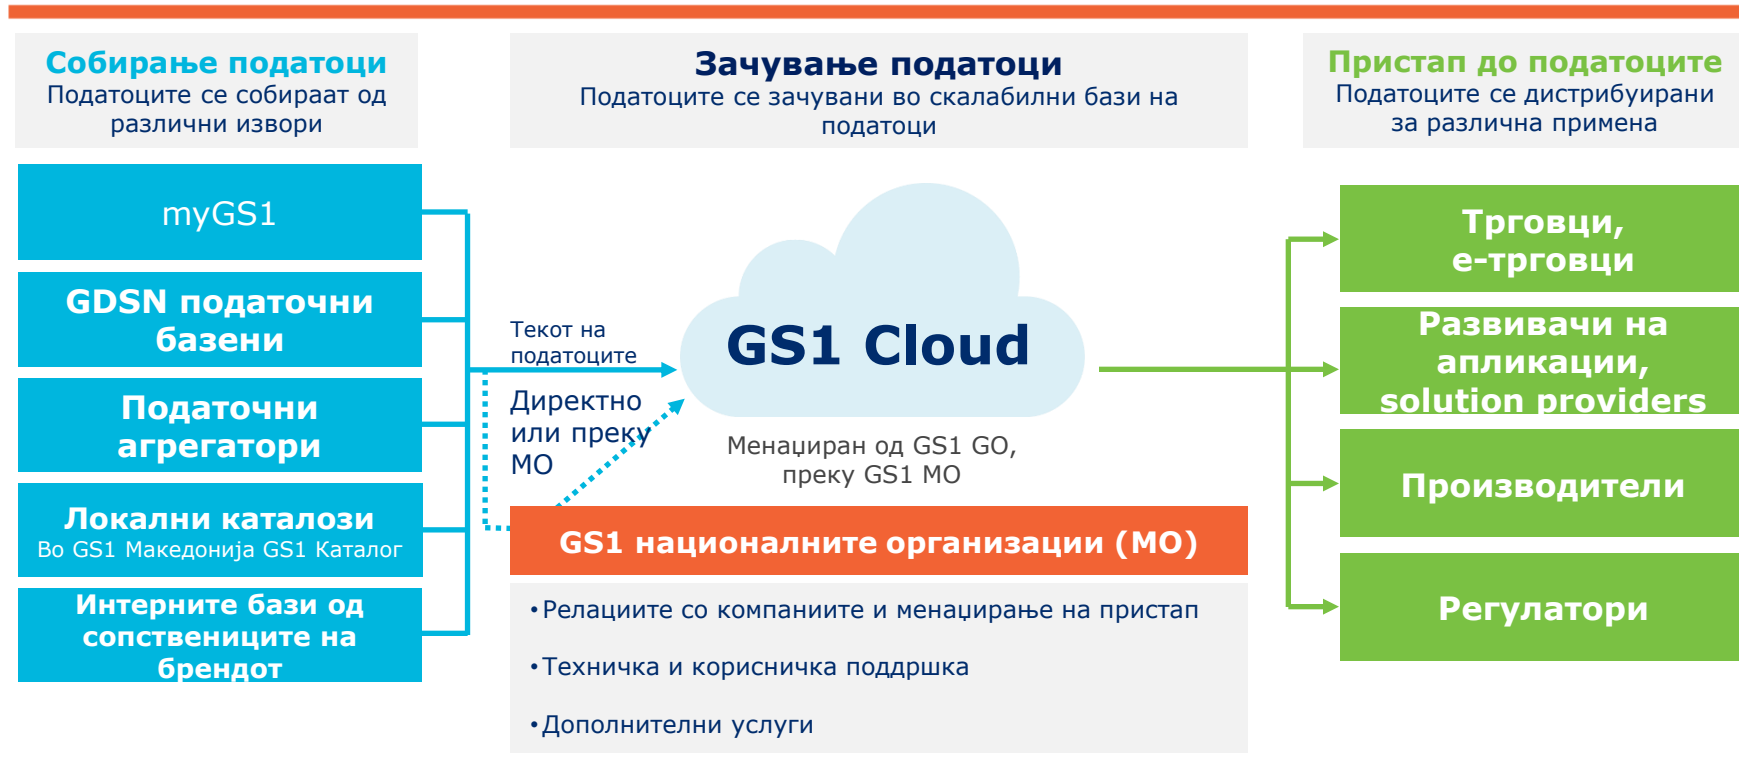 Собирање податоци
Податоците се собираат од
различни извори
Зачување податоци
Податоците се зачувани во скалабилни бази на
податоци
Пристап до податоците
Податоците се дистрибуирани
за различна примена
myGS1
GDSN податочни
базени
Податочни
агрегатори
Локални каталози
Во GS1 Македонија GS1 Каталог
Интерните бази од
сопствениците на
брендот
Текот на
податоците
Директно
или преку
МО
GS1 Cloud
Менаџиран од GS1 GO,
преку GS1 МО
GS1 националните организации (МО)
•Релациите со компаниите и менаџирање на пристап
•Техничка и корисничка поддршка
•Дополнителни услуги
Трговци,
е-трговци
Развивачи на
апликации,
solution providers
Производители
Регулатори